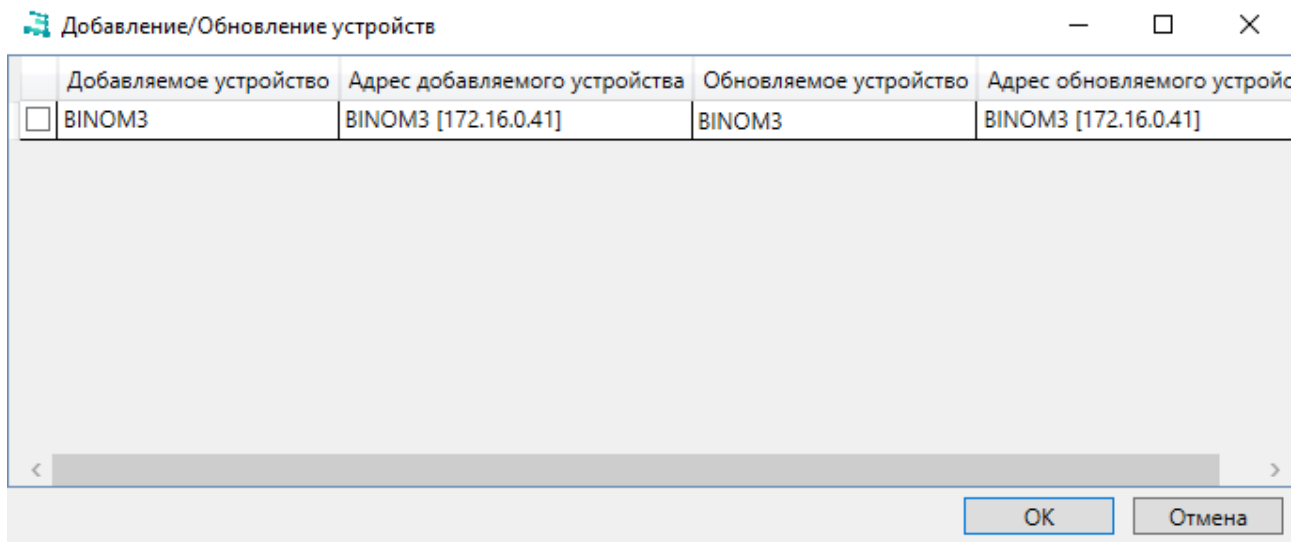 Добавление/Обновление устройств
Добавляемое устройство Адрес добавляемого устройства Обновляемое устройство Адрес обновляемого устройс
BINOM3 BINOM3 [172.16.0.41] BINOM3 BINOM3 [172.16.0.41]
OK Отмена